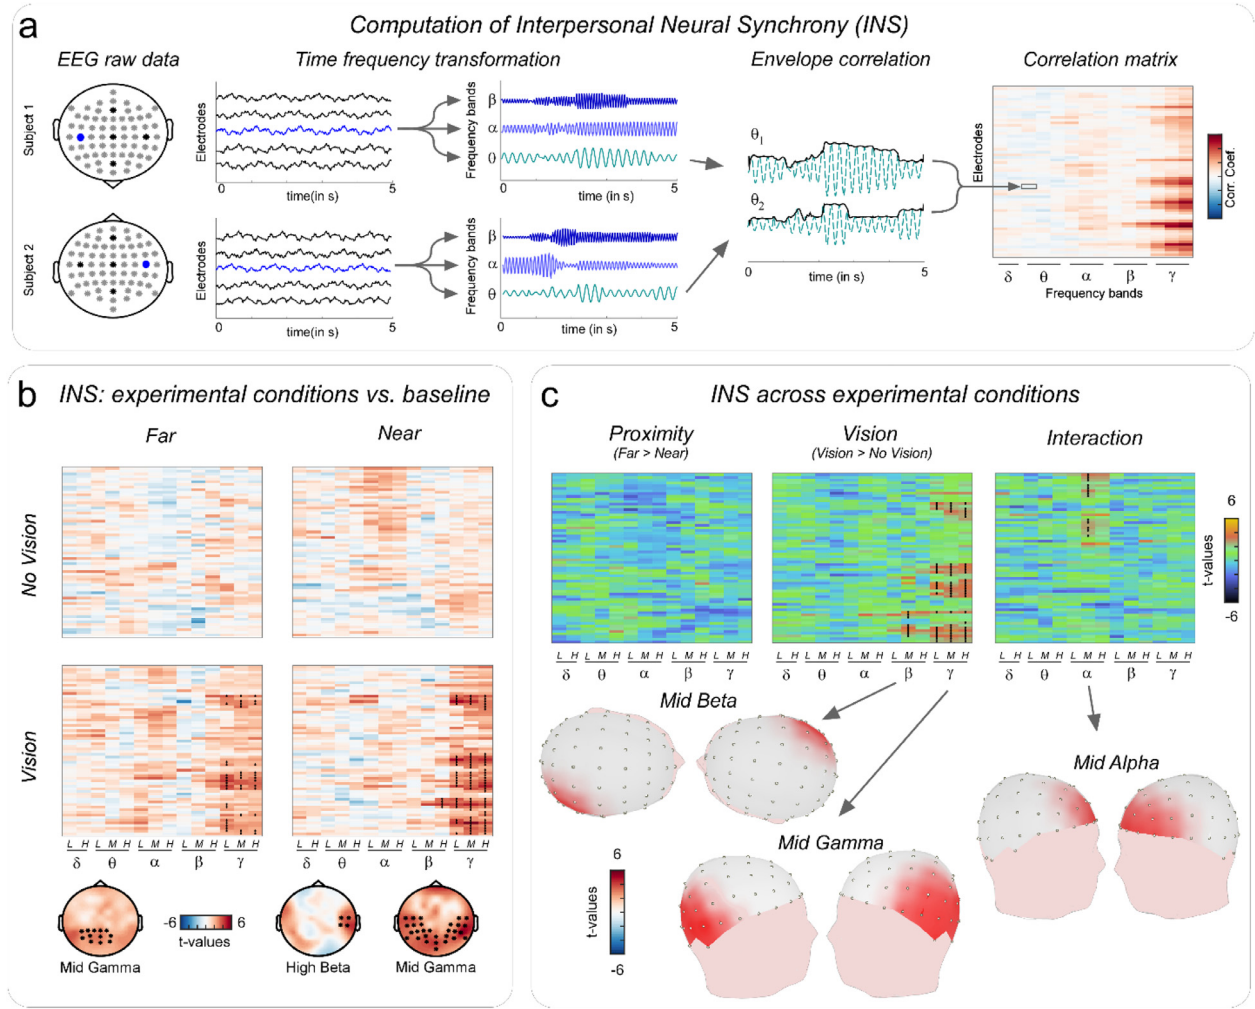 a
Computation of Interpersonal Neural Synchrony (INS)
EEG raw data
Time frequency transformation
Envelope correlation
Correlation matrix
Subject 1
Electrodes
0
5
time(in s)
Frequency bands
β
α
θ
0
5
time (in s)
Subject 2
Electrodes
0
5
time(in s)
Frequency bands
β
α
θ
0
5
time (in s)
θ1
θ2
0
5
time (in s)
Electrodes
δ θ α β γ
Frequency bands
Corr. Coef.
b
INS: experimental conditions vs. baseline
Far
Near
No Vision
Vision
L H L M H L M H L M H L M H
δ θ α β γ
L H L M H L M H L M H L M H
δ θ α β γ
-6
6
t-values
Mid Gamma
High Beta
Mid Gamma
c
INS across experimental conditions
Proximity
(Far > Near)
Vision
(Vision > No Vision)
Interaction
6
t-values
-6
L H L M H L M H L M H L M H
δ θ α β γ
L H L M H L M H L M H L M H
δ θ α β γ
L H L M H L M H L M H L M H
δ θ α β γ
Mid Beta
Mid Gamma
Mid Alpha
6
t-values
-6